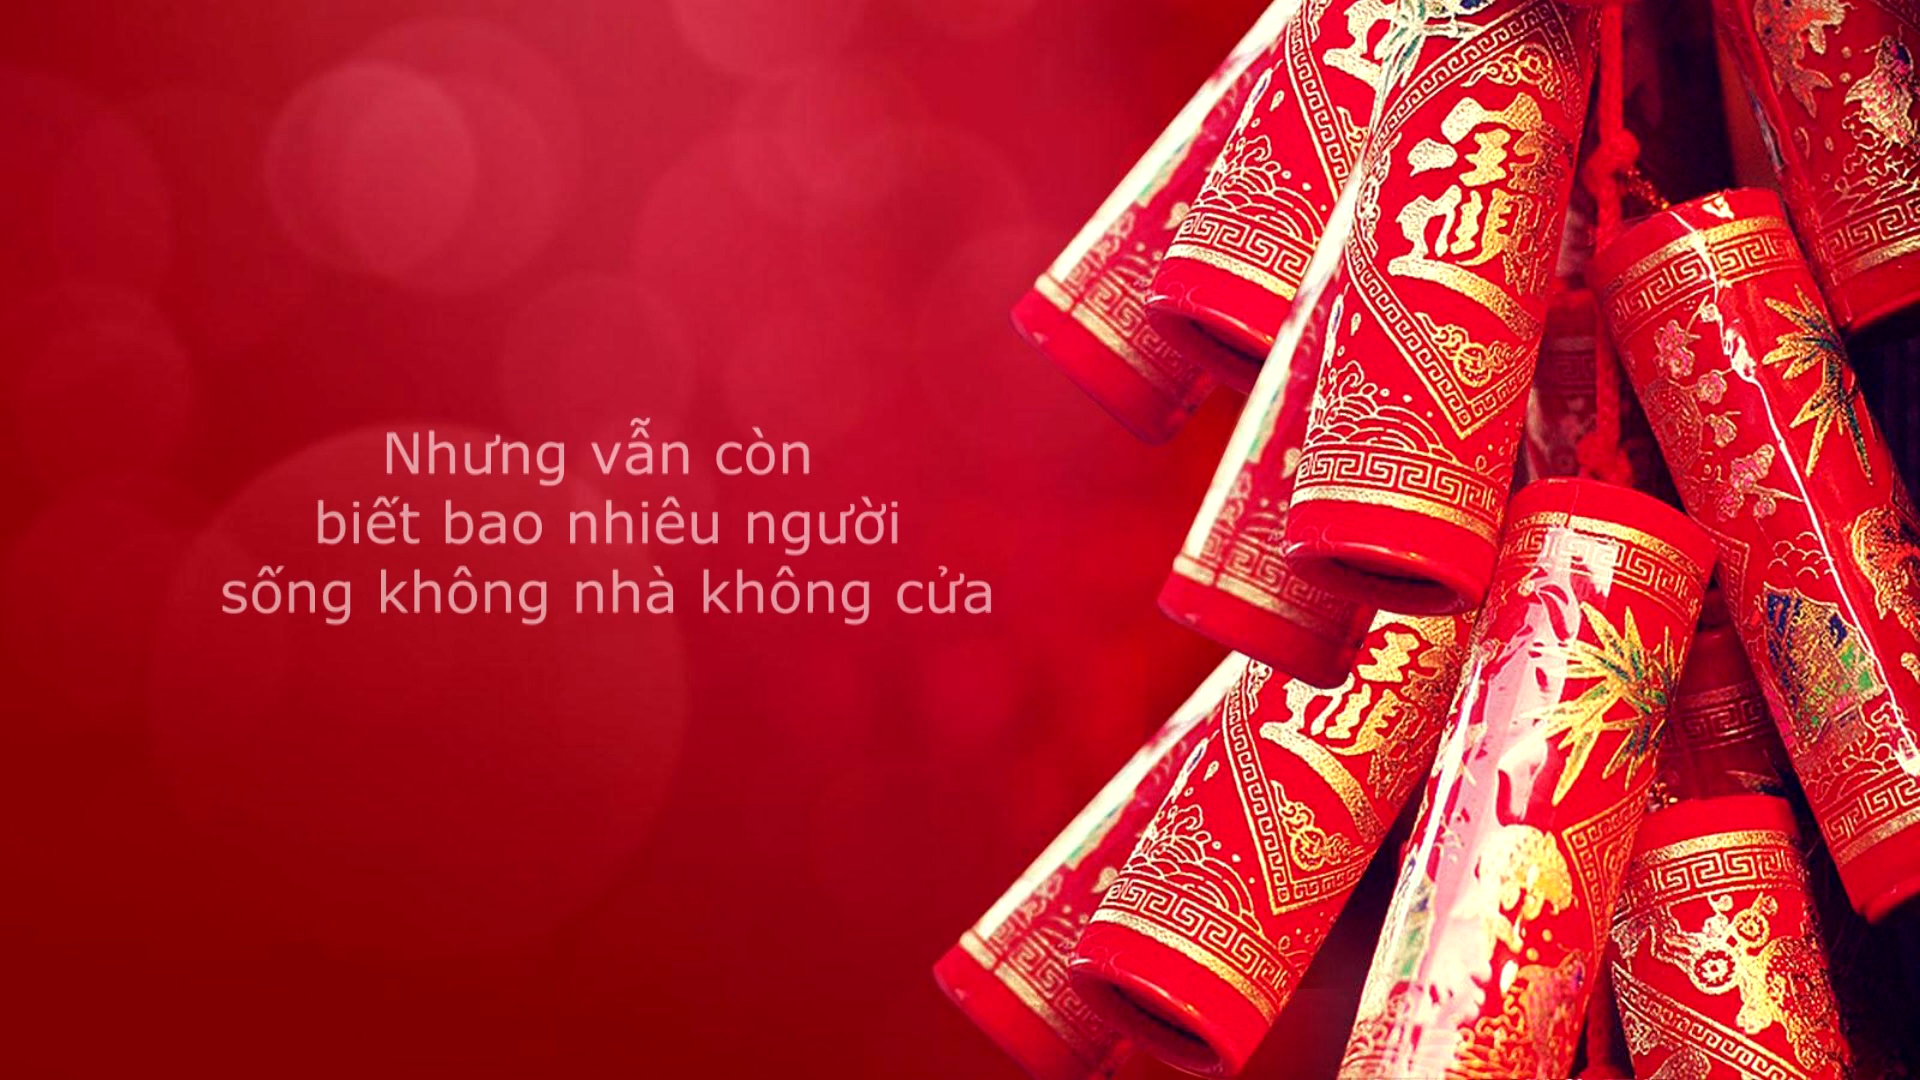 Nhưng vẫn còn
biết bao nhiêu người
sống không nhà không cửa